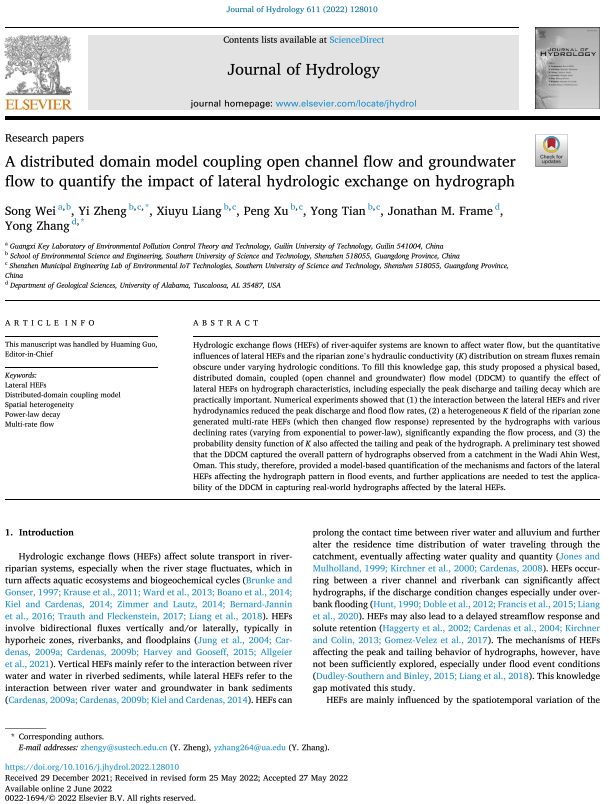 Journal of Hydrology 611 (2022) 128010
Contents lists available at ScienceDirect
Journal of Hydrology
journal homepage: www.elsevier.com/locate/jhydrol
ELSEVIER
JOURNAL OF
HYDROLOGY
Check for
updates
Research papers
A distributed domain model coupling open channel flow and groundwater
flow to quantify the impact of lateral hydrologic exchange on hydrograph
Song Wei a,b, Yi Zheng b,c,*, Xiuyu Liang b,c, Peng Xu b,c, Yong Tian b,c, Jonathan M. Frame d,
Yong Zhang d,*
a Guangxi Key Laboratory of Environmental Pollution Control Theory and Technology, Guilin University of Technology, Guilin 541004, China
b School of Environmental Science and Engineering, Southern University of Science and Technology, Shenzhen 518055, Guangdong Province, China
c Shenzhen Municipal Engineering Lab of Environmental IoT Technologies, Southern University of Science and Technology, Shenzhen 518055, Guangdong Province,
China
d Department of Geological Sciences, University of Alabama, Tuscaloosa, AL 35487, USA
ARTICLE INFO
This manuscript was handled by Huaming Guo,
Editor-in-Chief
Keywords:
Lateral HEFs
Distributed-domain coupling model
Spatial heterogeneity
Power-law decay
Multi-rate flow
ABSTRACT
Hydrologic exchange flows (HEFs) of river-aquifer systems are known to affect water flow, but the quantitative
influences of lateral HEFs and the riparian zone's hydraulic conductivity (K) distribution on stream fluxes remain
obscure under varying hydrologic conditions. To fill this knowledge gap, this study proposed a physical based,
distributed domain, coupled (open channel and groundwater) flow model (DDCM) to quantify the effect of
lateral HEFs on hydrograph characteristics, including especially the peak discharge and tailing decay which are
practically important. Numerical experiments showed that (1) the interaction between the lateral HEFs and river
hydrodynamics reduced the peak discharge and flood flow rates, (2) a heterogeneous K field of the riparian zone
generated multi-rate HEFs (which then changed flow response) represented by the hydrographs with various
declining rates (varying from exponential to power-law), significantly expanding the flow process, and (3) the
probability density function of K also affected the tailing and peak of the hydrograph. A preliminary test showed
that the DDCM captured the overall pattern of hydrographs observed from a catchment in the Wadi Ahin West,
Oman. This study, therefore, provided a model-based quantification of the mechanisms and factors of the lateral
HEFs affecting the hydrograph pattern in flood events, and further applications are needed to test the applica-
bility of the DDCM in capturing real-world hydrographs affected by the lateral HEFs.
1. Introduction
Hydrologic exchange flows (HEFs) affect solute transport in river-
riparian systems, especially when the river stage fluctuates, which in
turn affects aquatic ecosystems and biogeochemical cycles (Brunke and
Gonser, 1997; Krause et al., 2011; Ward et al., 2013; Boano et al., 2014;
Kiel and Cardenas, 2014; Zimmer and Lautz, 2014; Bernard-Jannin
et al., 2016; Trauth and Fleckenstein, 2017; Liang et al., 2018). HEFs
involve bidirectional fluxes vertically and/or laterally, typically in
hyporheic zones, riverbanks, and floodplains (Jung et al., 2004; Car-
denas, 2009a; Cardenas, 2009b; Harvey and Gooseff, 2015; Allgeier
et al., 2021). Vertical HEFs mainly refer to the interaction between river
water and water in riverbed sediments, while lateral HEFs refer to the
interaction between river water and groundwater in bank sediments
(Cardenas, 2009a; Cardenas, 2009b; Kiel and Cardenas, 2014). HEFs can
prolong the contact time between river water and alluvium and further
alter the residence time distribution of water traveling through the
catchment, eventually affecting water quality and quantity (Jones and
Mulholland, 1999; Kirchner et al., 2000; Cardenas, 2008). HEFs occur-
ring between a river channel and riverbank can significantly affect
hydrographs, if the discharge condition changes especially under over-
bank flooding (Hunt, 1990; Doble et al., 2012; Francis et al., 2015; Liang
et al., 2020). HEFs may also lead to a delayed streamflow response and
solute retention (Haggerty et al., 2002; Cardenas et al., 2004; Kirchner
and Colin, 2013; Gomez-Velez et al., 2017). The mechanisms of HEFs
affecting the peak and tailing behavior of hydrographs, however, have
not been sufficiently explored, especially under flood event conditions
(Dudley-Southern and Binley, 2015; Liang et al., 2018). This knowledge
gap motivated this study.
HEFs are mainly influenced by the spatiotemporal variation of the
* Corresponding authors.
E-mail addresses: zhengy@sustech.edu.cn (Y. Zheng), yzhang264@ua.edu (Y. Zhang).
https://doi.org/10.1016/j.jhydrol.2022.128010
Received 29 December 2021; Received in revised form 25 May 2022; Accepted 27 May 2022
Available online 2 June 2022
0022-1694/© 2022 Elsevier B.V. All rights reserved.